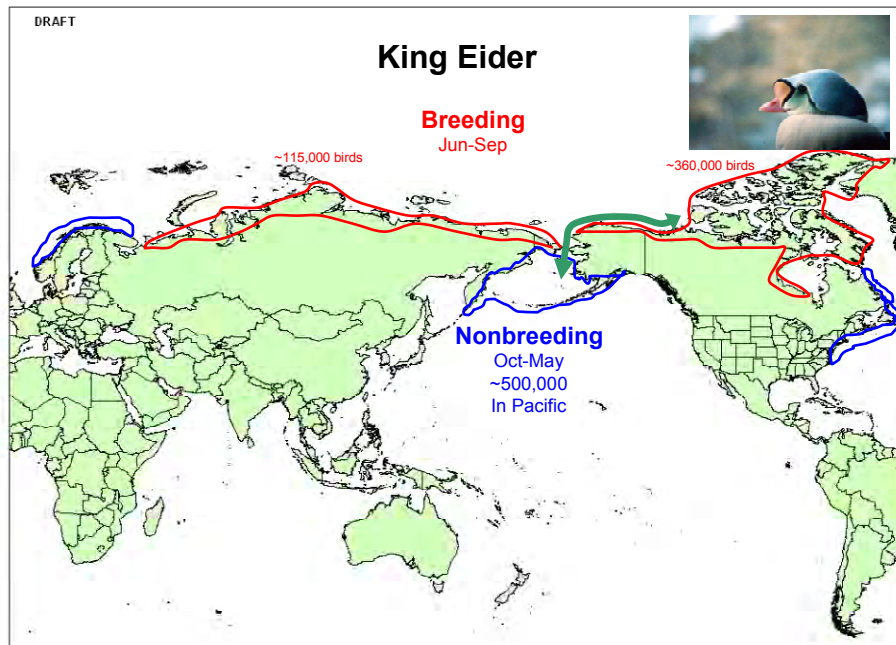 DRAFT
King Eider
Breeding
Jun-Sep
~115,000 birds
~360,000 birds
Nonbreeding
Oct-May
~500,000
In Pacific